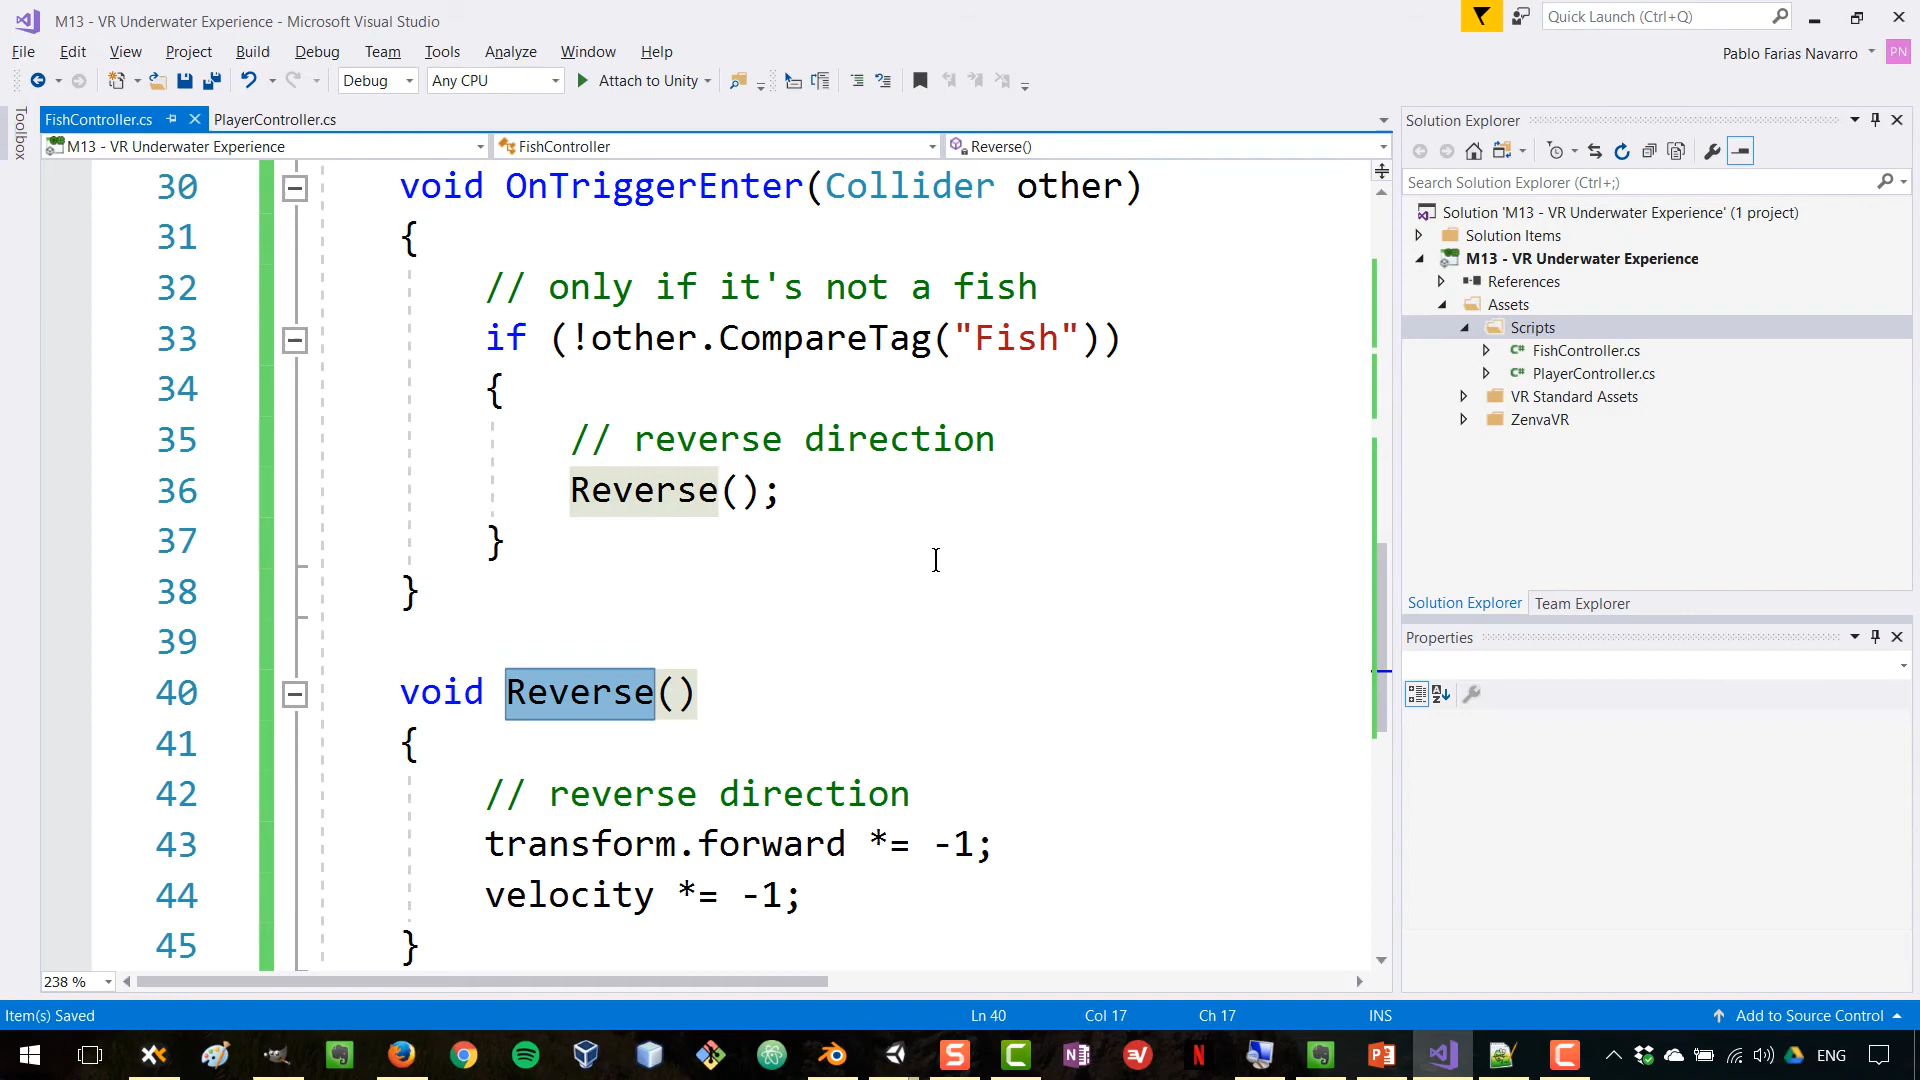 M13 - VR Underwater Experience - Microsoft Visual Studio
Quick Launch (Ctrl+Q)
File Edit View Project Build Debug Team Tools Analyze Window Help
Pablo Farias Navarro PN
Debug Any CPU Attach to Unity
Toolbox
FishController.cs PlayerController.cs
M13 - VR Underwater Experience FishController Reverse()
30 void OnTriggerEnter(Collider other)
31 {
32 // only if it's not a fish
33 if (!other.CompareTag("Fish"))
34 {
35 // reverse direction
36 Reverse();
37 }
38 }
39
40 void Reverse()
41 {
42 // reverse direction
43 transform.forward *= -1;
44 velocity *= -1;
45 }
238 %
Solution Explorer
Search Solution Explorer (Ctrl+;)
Solution 'M13 - VR Underwater Experience' (1 project)
Solution Items
M13 - VR Underwater Experience
References
Assets
Scripts
C# FishController.cs
C# PlayerController.cs
VR Standard Assets
ZenvaVR
Solution Explorer Team Explorer
Properties
Item(s) Saved Ln 40 Col 17 Ch 17 INS Add to Source Control
ENG